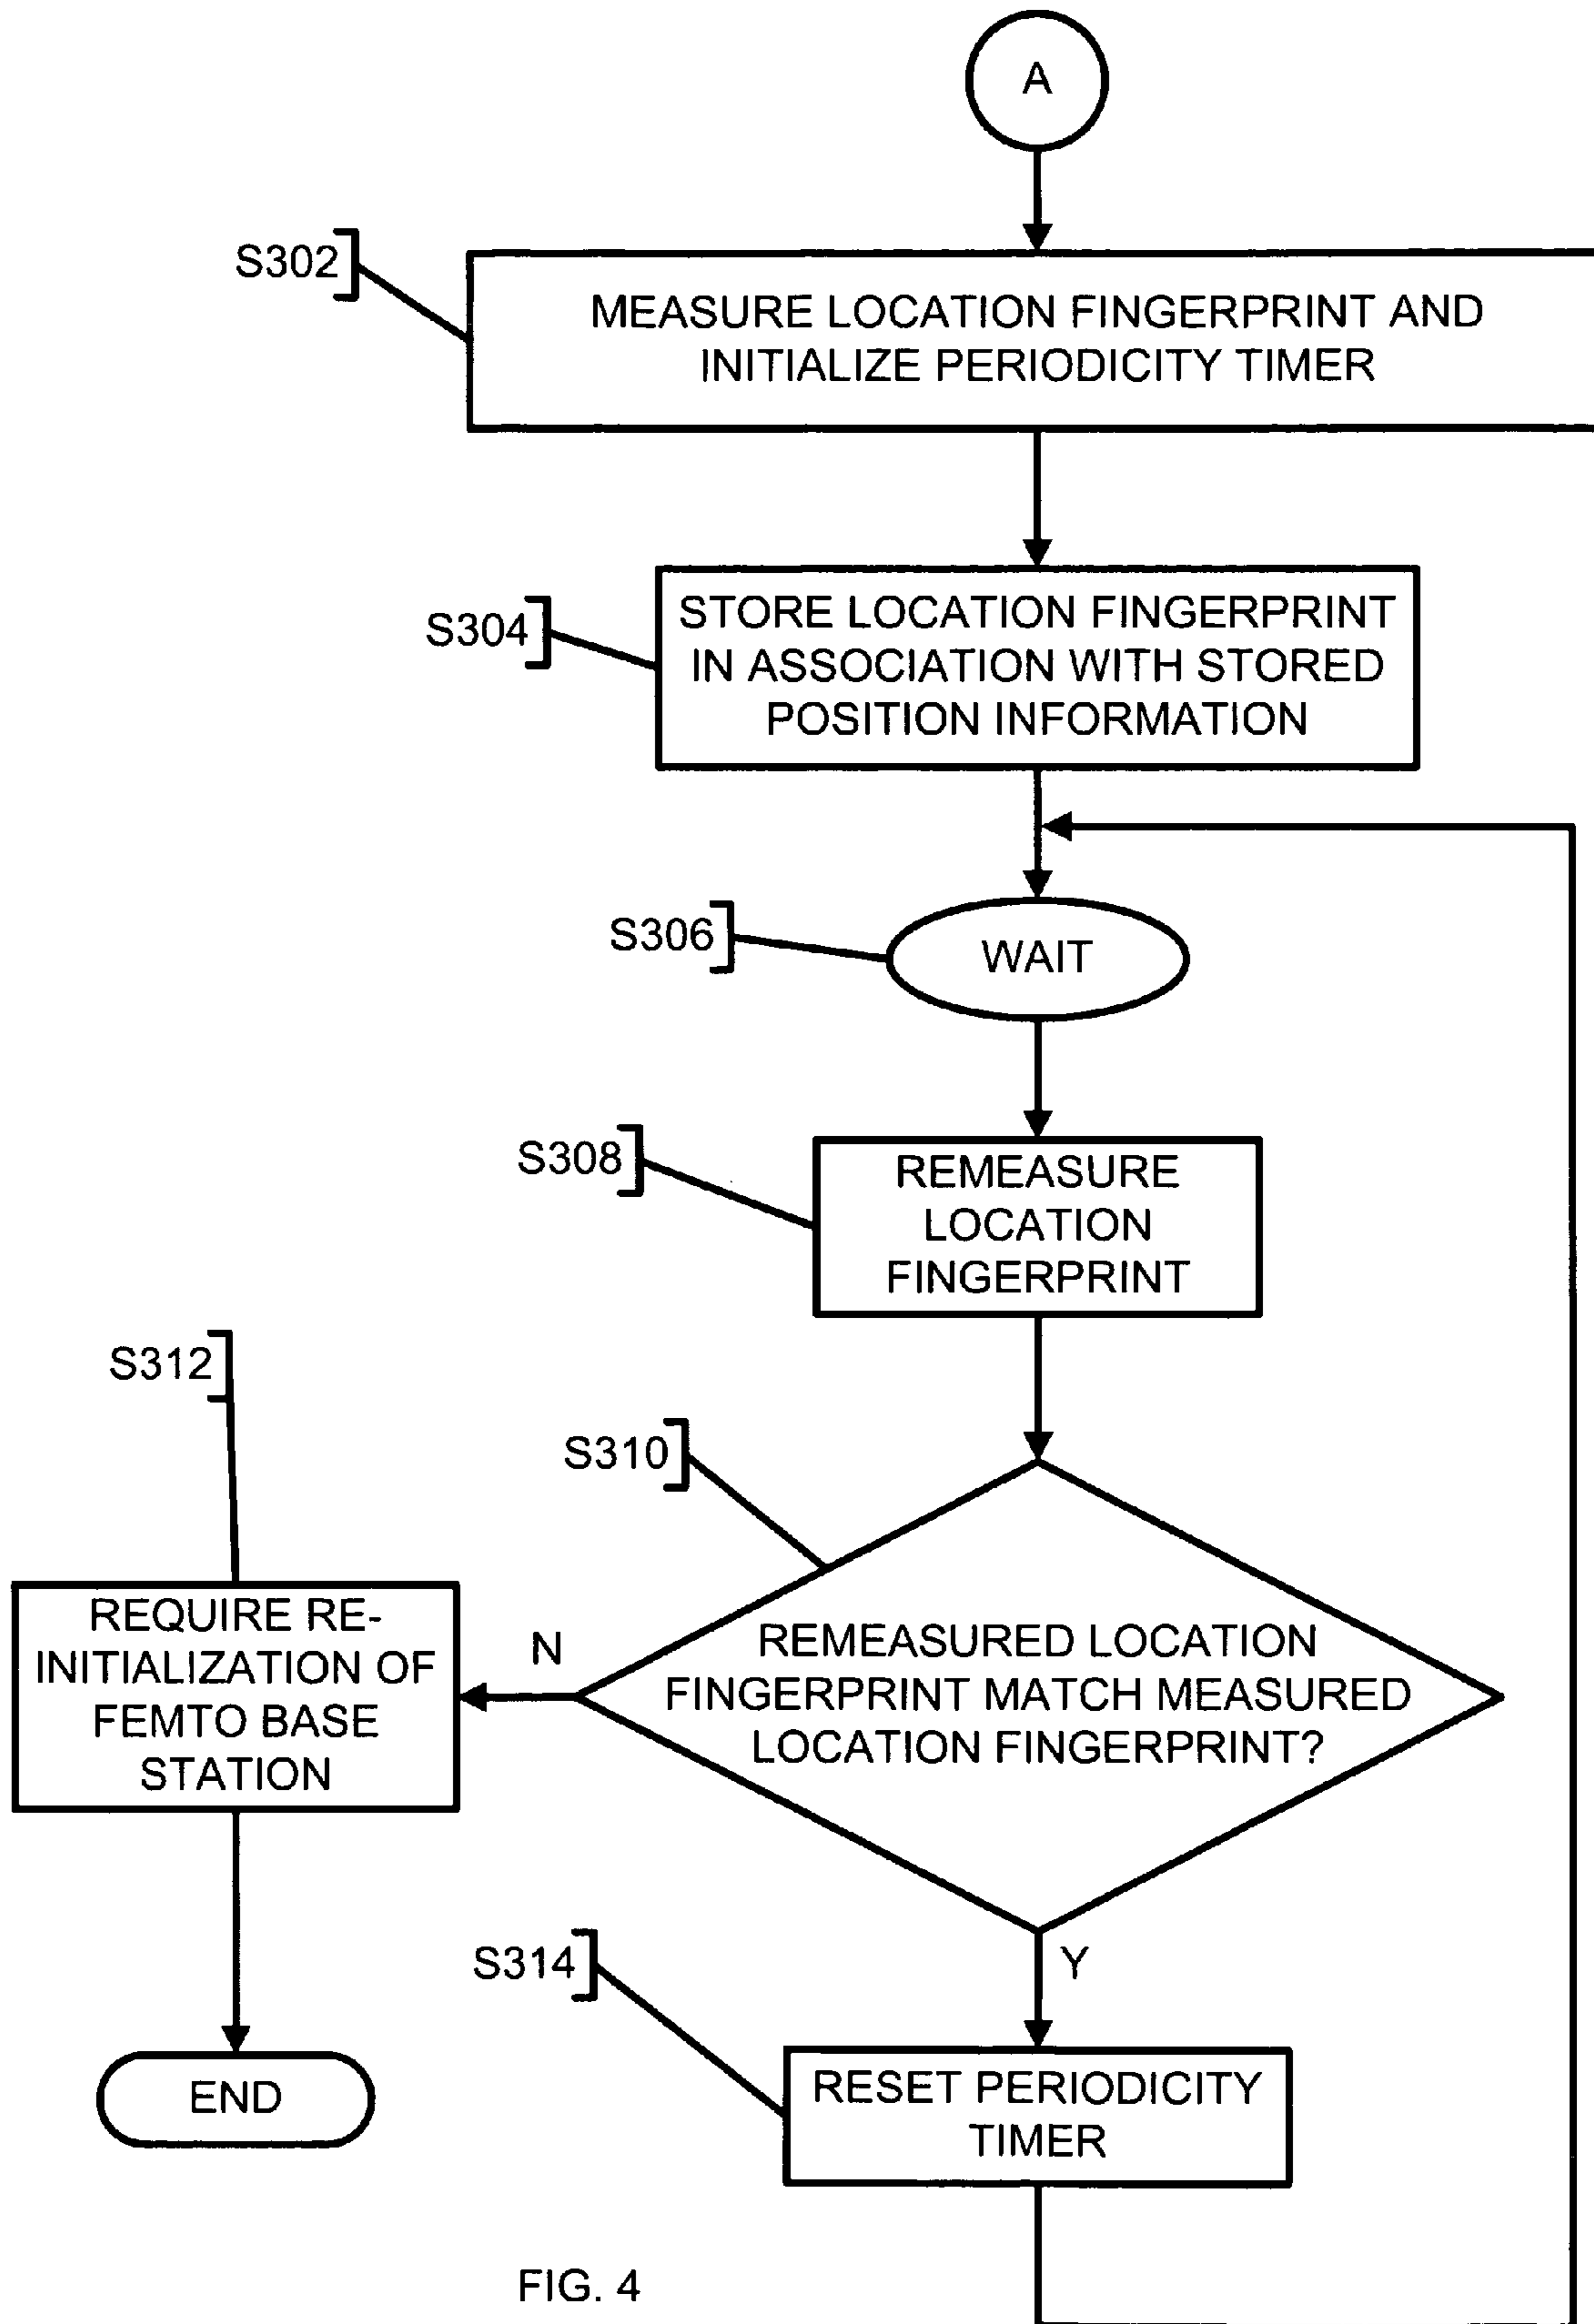 A
S302
MEASURE LOCATION FINGERPRINT AND
INITIALIZE PERIODICITY TIMER
S304
STORE LOCATION FINGERPRINT
IN ASSOCIATION WITH STORED
POSITION INFORMATION
S306
WAIT
S308
REMEASURE
LOCATION
FINGERPRINT
S312
S310
REQUIRE RE-
INITIALIZATION OF
FEMTO BASE
STATION
N
REMEASURED LOCATION
FINGERPRINT MATCH MEASURED
LOCATION FINGERPRINT?
S314
Y
END
RESET PERIODICITY
TIMER
FIG. 4